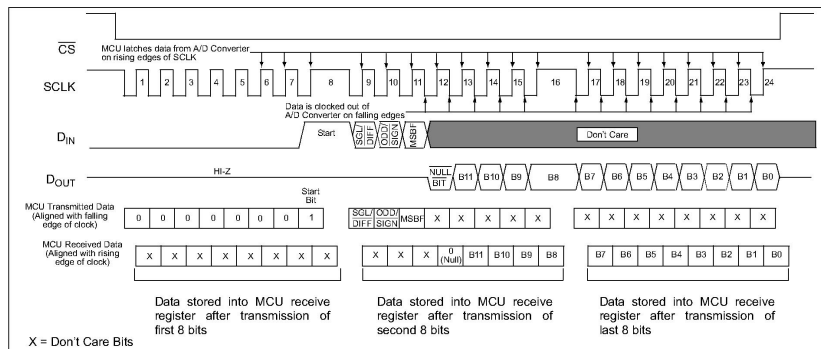 CS
MCU latches data from A/D Converter
on rising edges of SCLK
SCLK
1 2 3 4 5 6 7 8 9 10 11 12 13 14 15 16 17 18 19 20 21 22 23 24
Data is clocked out of
A/D Converter on falling edges
DIN
Start
SGL/
DIFF
ODD/
SIGN
MSBF
Don't Care
HI-Z
DOUT
NULL
BIT
B11 B10 B9 B8 B7 B6 B5 B4 B3 B2 B1 B0
Start
Bit
MCU Transmitted Data
(Aligned with falling
edge of clock)
0 0 0 0 0 0 0 1
SGL/
DIFF
ODD/
SIGN
MSBF X X X X X
X X X X X X X X
MCU Received Data
(Aligned with rising
edge of clock)
X X X X X X X X
X X X 0
(Null)
B11 B10 B9 B8
B7 B6 B5 B4 B3 B2 B1 B0
Data stored into MCU receive
register after transmission of
first 8 bits
Data stored into MCU receive
register after transmission of
second 8 bits
Data stored into MCU receive
register after transmission of
last 8 bits
X = Don't Care Bits